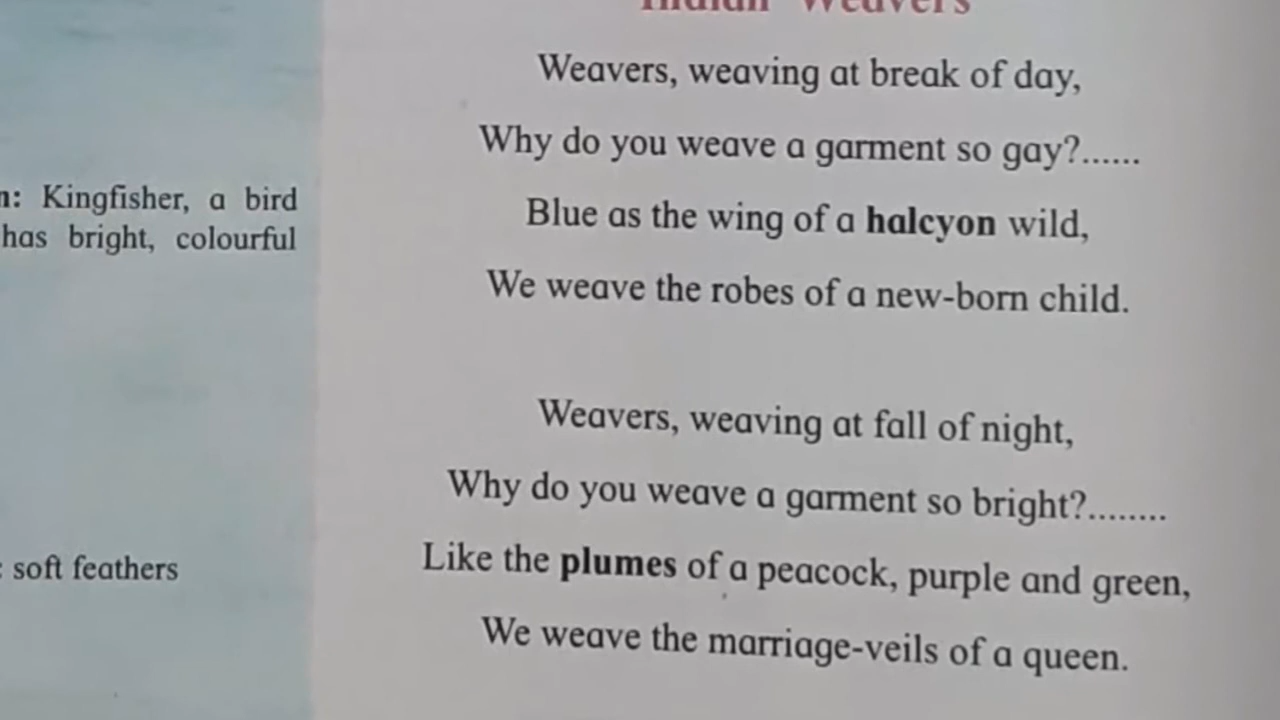 Indian Weavers
Weavers, weaving at break of day,
Why do you weave a garment so gay?......
Blue as the wing of a halcyon wild,
We weave the robes of a new-born child.
Weavers, weaving at fall of night,
Why do you weave a garment so bright?........
Like the plumes of a peacock, purple and green,
We weave the marriage-veils of a queen.
n: Kingfisher, a bird
has bright, colourful
: soft feathers